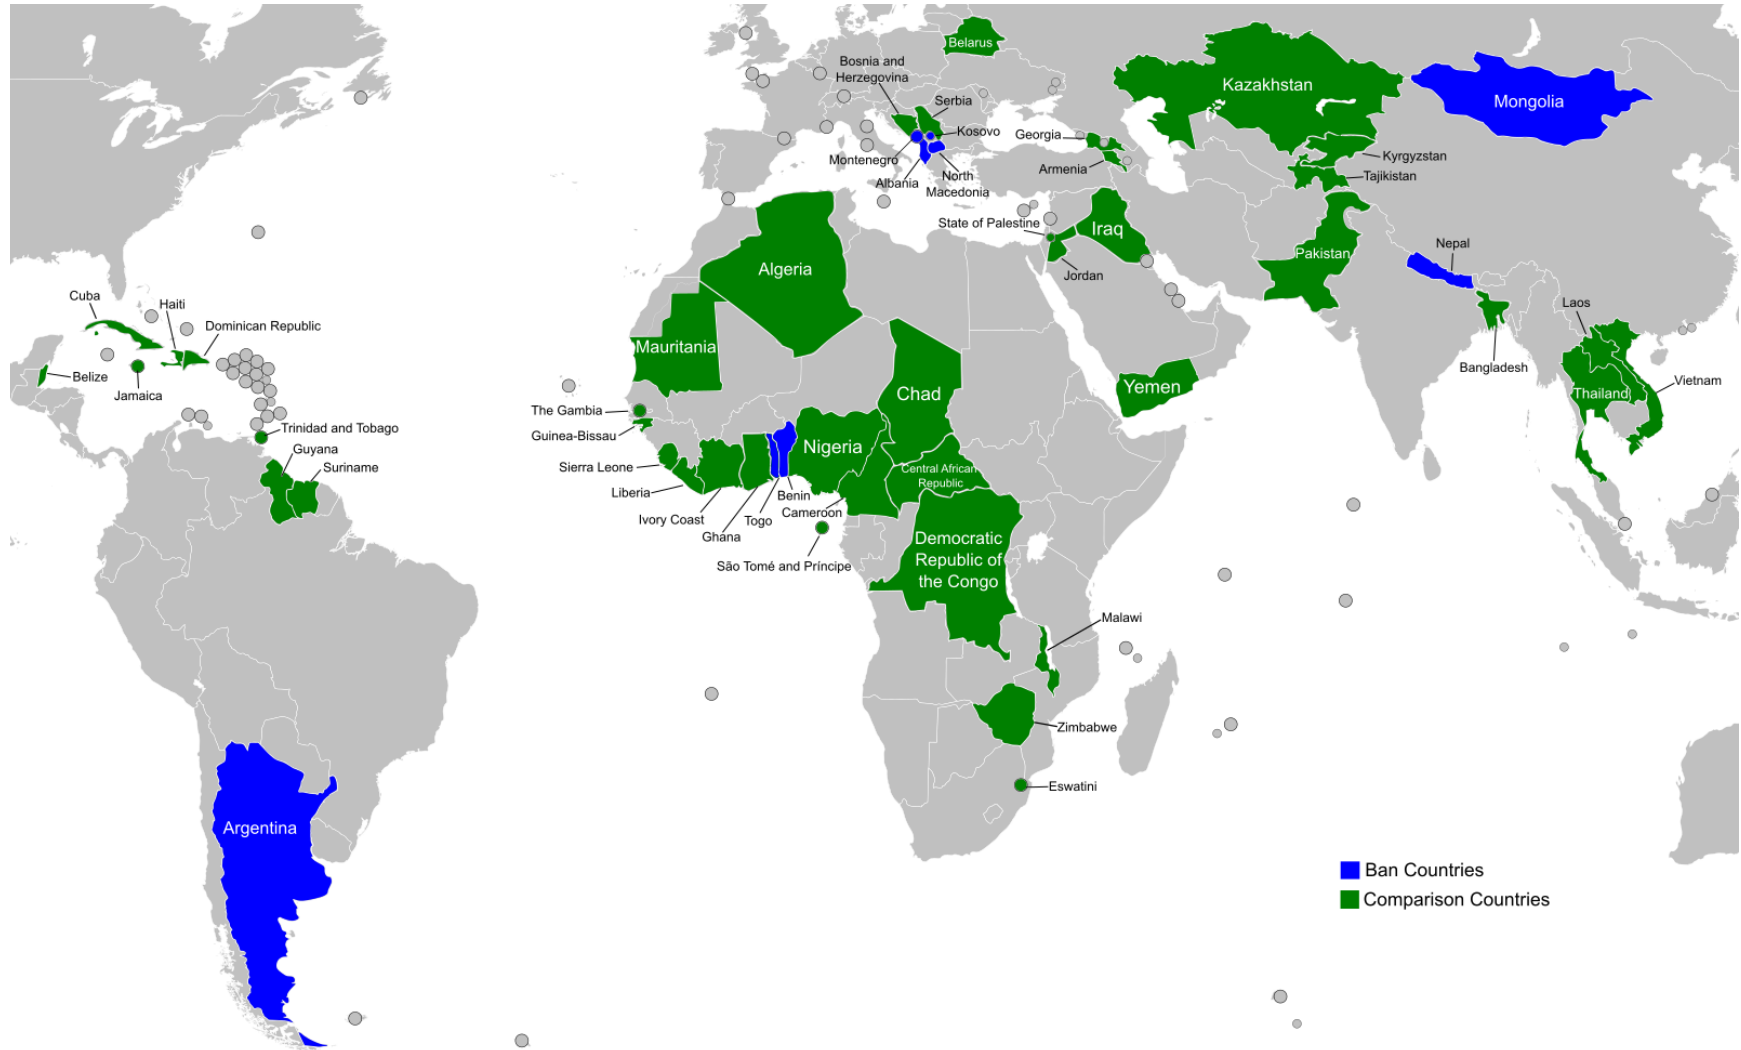 Belarus
Bosnia and
Herzegovina
Kazakhstan
Mongolia
Serbia
Kosovo
Georgia
Montenegro
Armenia
Kyrgyzstan
Albania
North
Macedonia
Tajikistan
State of Palestine
Iraq
Nepal
Pakistan
Algeria
Jordan
Cuba
Haiti
Dominican Republic
Laos
Mauritania
Bangladesh
Belize
Jamaica
Chad
Yemen
Vietnam
Thailand
The Gambia
Trinidad and Tobago
Guinea-Bissau
Guyana
Nigeria
Suriname
Sierra Leone
Central African
Republic
Liberia
Benin
Ivory Coast
Togo
Cameroon
Ghana
São Tomé and Príncipe
Democratic
Republic of
the Congo
Malawi
Zimbabwe
Eswatini
Argentina
Ban Countries
Comparison Countries